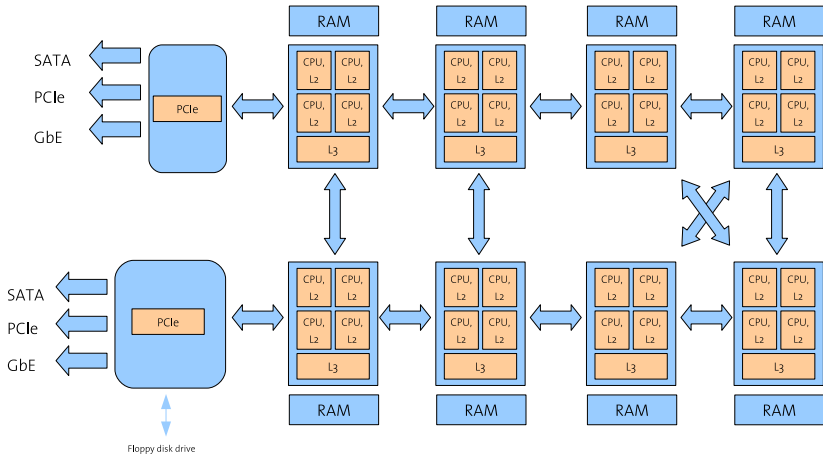 RAM RAM RAM RAM
SATA
PCIe
GbE
PCIe
CPU, L2 CPU, L2 CPU, L2 CPU, L2 CPU, L2 CPU, L2 CPU, L2 CPU, L2
CPU, L2 CPU, L2 CPU, L2 CPU, L2 CPU, L2 CPU, L2 CPU, L2 CPU, L2
L3 L3 L3 L3
SATA
PCIe
GbE
PCIe
CPU, L2 CPU, L2 CPU, L2 CPU, L2 CPU, L2 CPU, L2 CPU, L2 CPU, L2
CPU, L2 CPU, L2 CPU, L2 CPU, L2 CPU, L2 CPU, L2 CPU, L2 CPU, L2
L3 L3 L3 L3
RAM RAM RAM RAM
Floppy disk drive